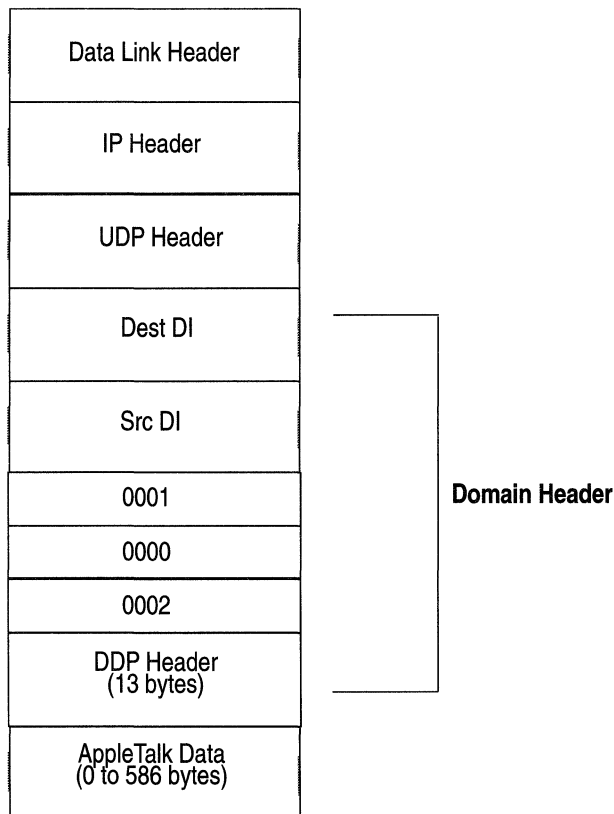 Data Link Header
IP Header
UDP Header
Dest DI
Src DI
0001
Domain Header
0000
0002
DDP Header
(13 bytes)
AppleTalk Data
(0 to 586 bytes)